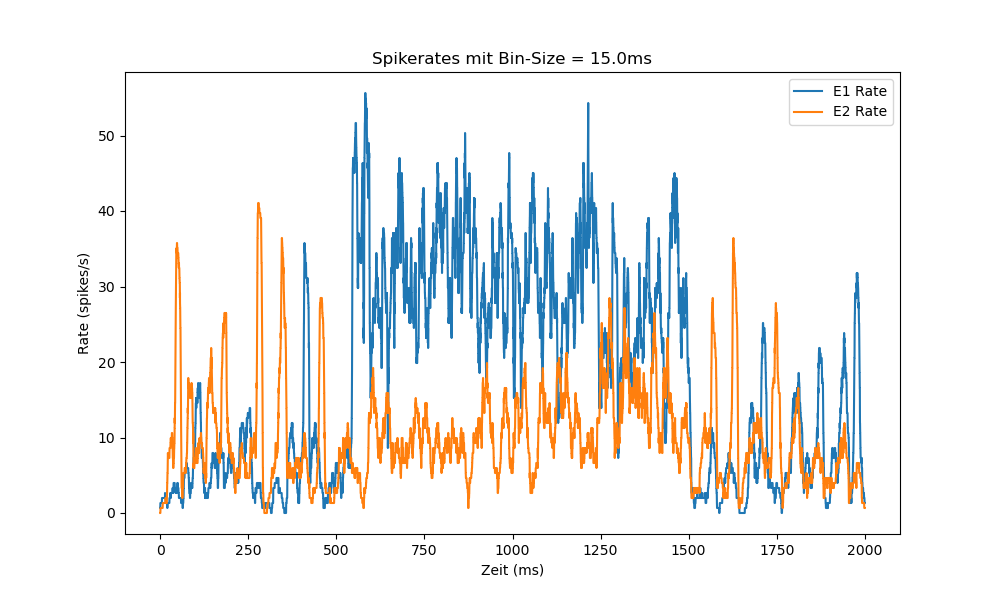 Spikerates mit Bin-Size = 15.0ms
E1 Rate
E2 Rate
Rate (spikes/s)
50
40
30
20
10
0
0 250 500 750 1000 1250 1500 1750 2000
Zeit (ms)